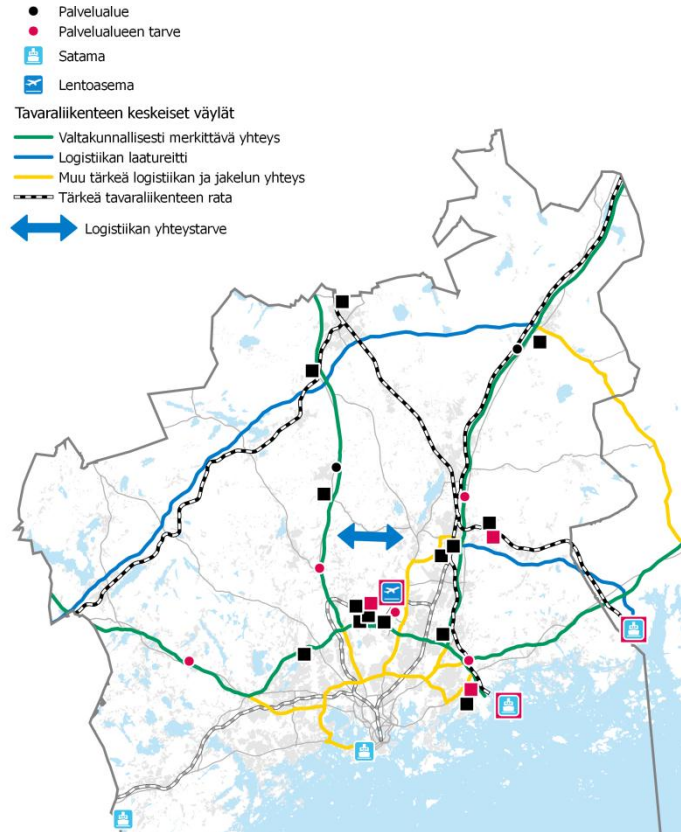 Palvelualue
Palvelualueen tarve
Satama
Lentoasema
Tavaraliikenteen keskeiset väylät
Valtakunnallisesti merkittävä yhteys
Logistiikan laatureitti
Muu tärkeä logistiikan ja jakelun yhteys
Tärkeä tavaraliikenteen rata
Logistiikan yhteystarve